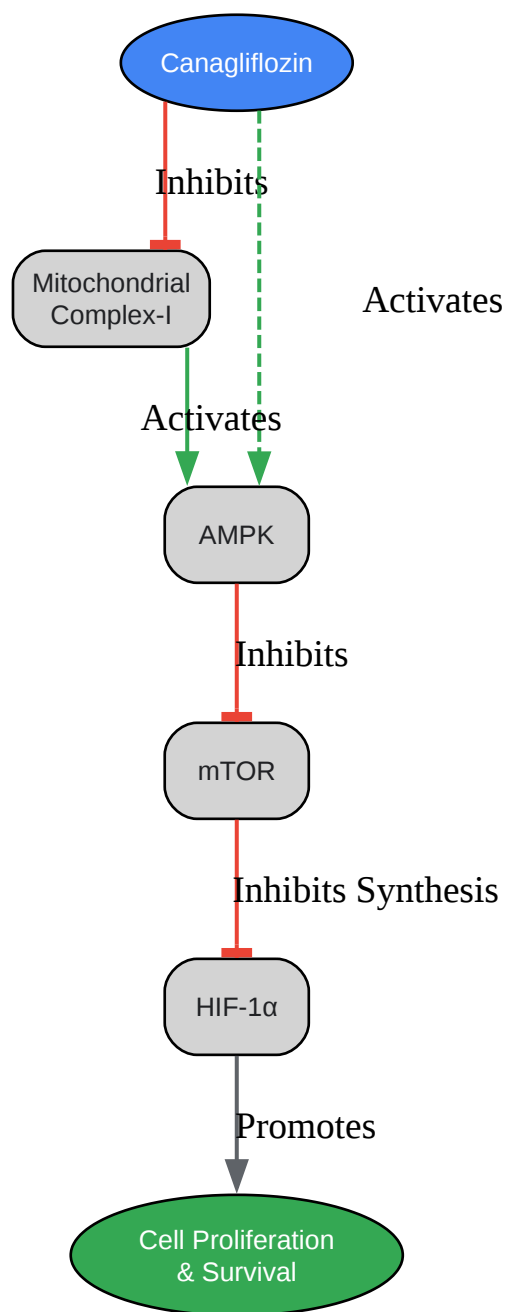 Canagliflozin
Inhibits
Mitochondrial
Complex-I
Activates
Activates
AMPK
Inhibits
mTOR
Inhibits Synthesis
HIF-1α
Promotes
Cell Proliferation
& Survival